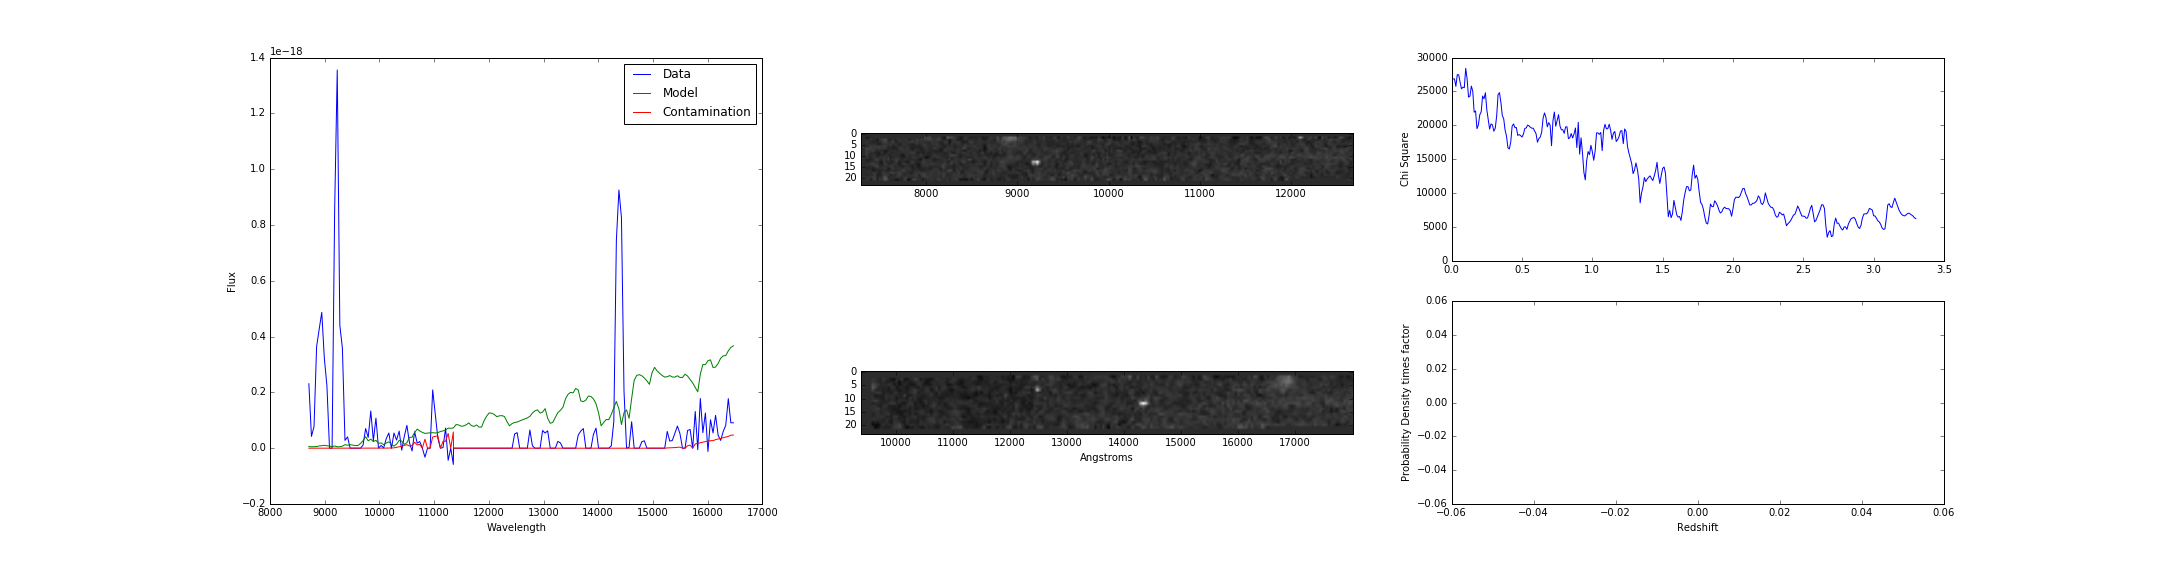 1e−18
1.4
1.2
1.0
0.8
0.6
0.4
0.2
0.0
−0.2
Flux
8000 9000 10000 11000 12000 13000 14000 15000 16000 17000
Wavelength
Data
Model
Contamination
0
5
10
15
20
8000 9000 10000 11000 12000
0
5
10
15
20
10000 11000 12000 13000 14000 15000 16000 17000
Angstroms
30000
25000
20000
15000
10000
5000
0
Chi Square
0.0 0.5 1.0 1.5 2.0 2.5 3.0 3.5
0.06
0.04
0.02
0.00
−0.02
−0.04
−0.06
Probability Density times factor
−0.06 −0.04 −0.02 0.00 0.02 0.04 0.06
Redshift